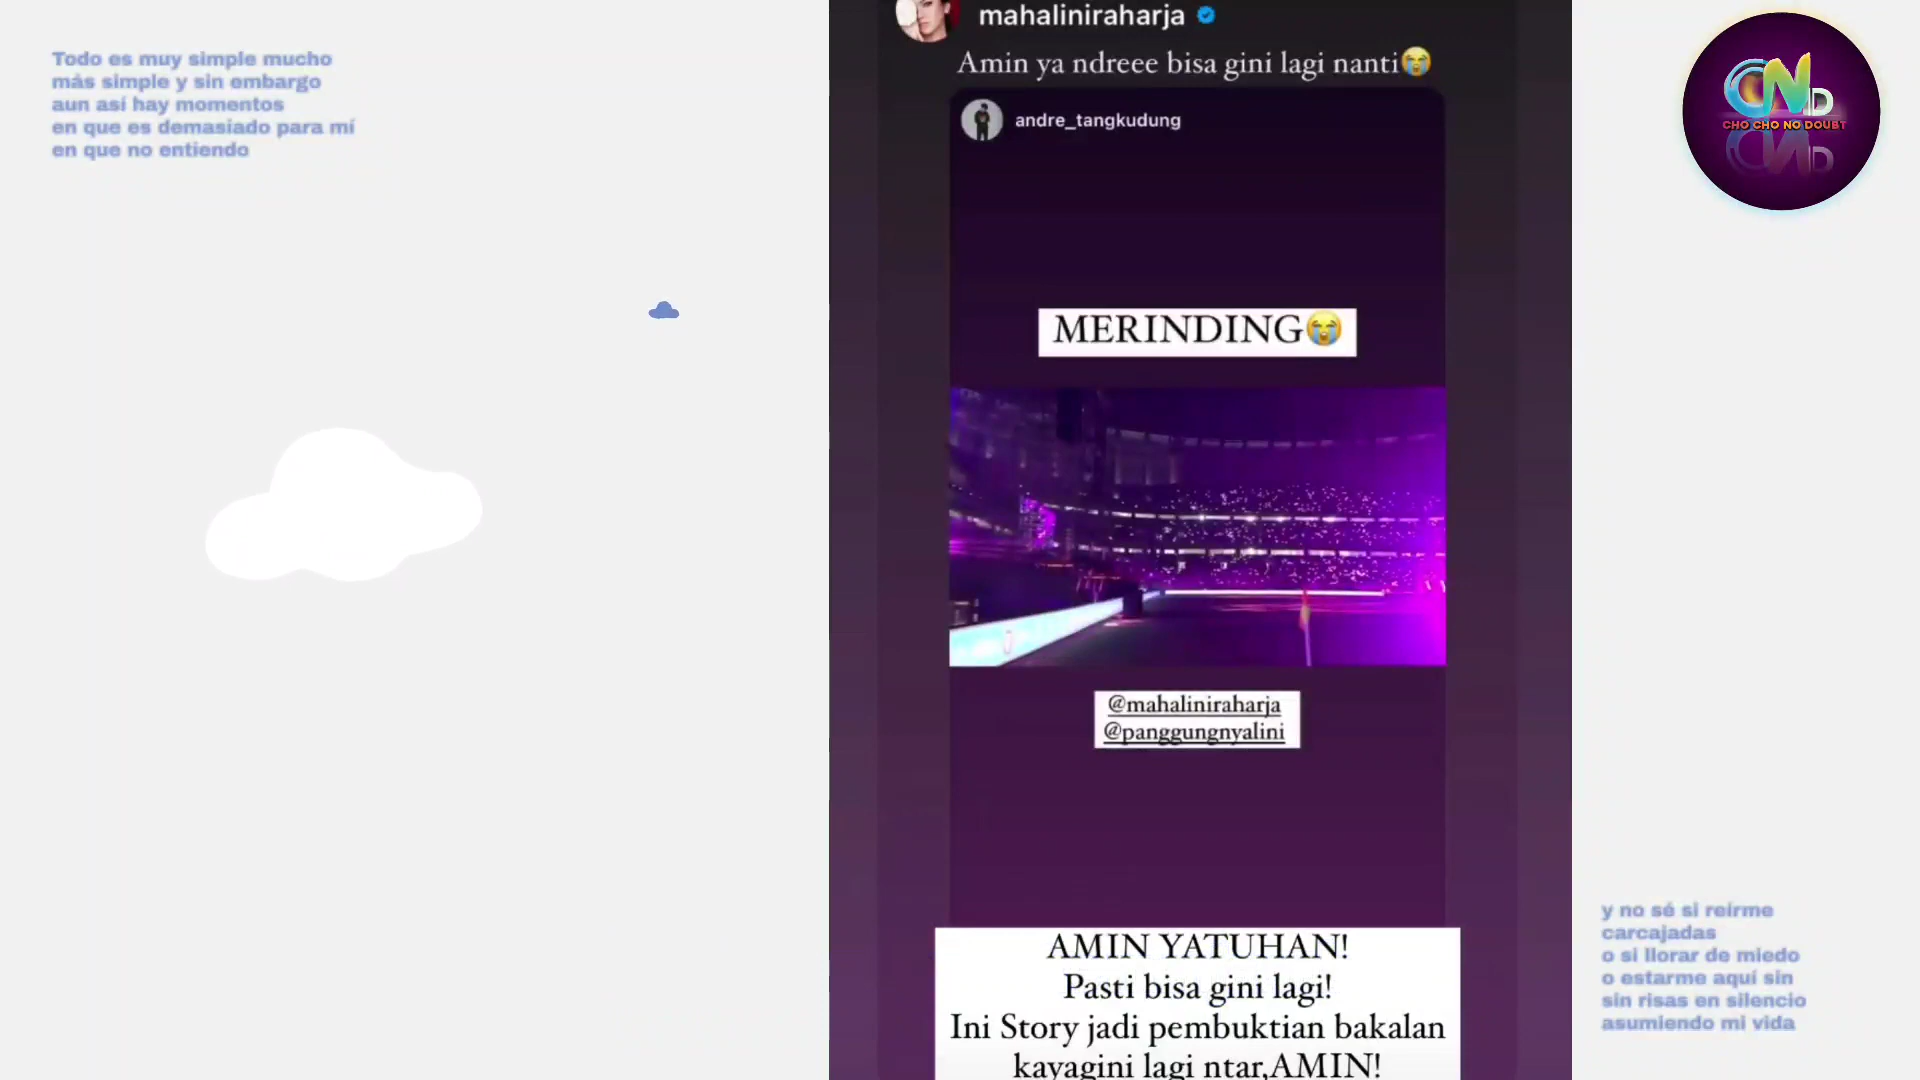 Todo es muy simple mucho
más simple y sin embargo
aun así hay momentos
en que es demasiado para mí
en que no entiendo
mahaliniraharja
Amin ya ndreee bisa gini lagi nanti😭
andre_tangkudung
MERINDING😭
@mahaliniraharja
@panggungnyalini
AMIN YATUHAN!
Pasti bisa gini lagi!
Ini Story jadi pembuktian bakalan
kayagini lagi ntar,AMIN!
CND
CHO CHO NO DOUBT
y no sé si reírme
carcajadas
o si llorar de miedo
o estarme aquí sin
sin risas en silencio
asumiendo mi vida